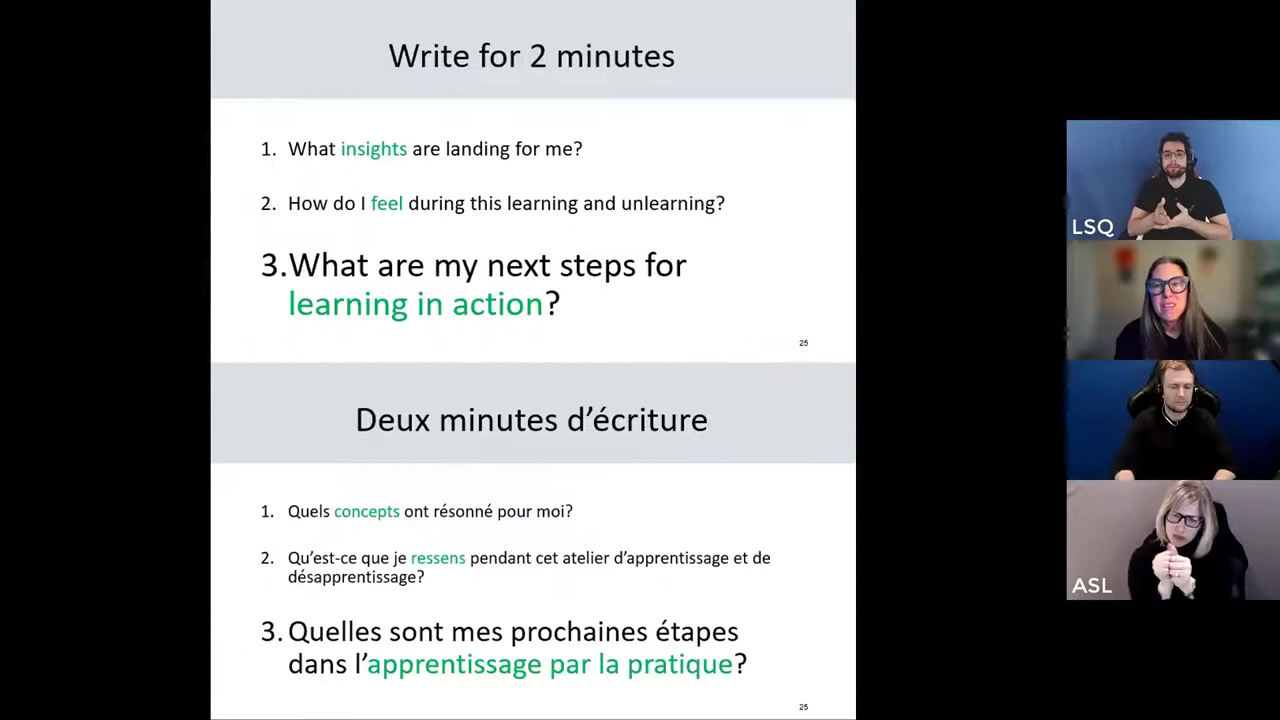 Write for 2 minutes
1. What insights are landing for me?
2. How do I feel during this learning and unlearning?
3. What are my next steps for
learning in action?
25
Deux minutes d’écriture
1. Quels concepts ont résonné pour moi?
2. Qu’est-ce que je ressens pendant cet atelier d’apprentissage et de
désapprentissage?
3. Quelles sont mes prochaines étapes
dans l’apprentissage par la pratique?
25
LSQ
ASL